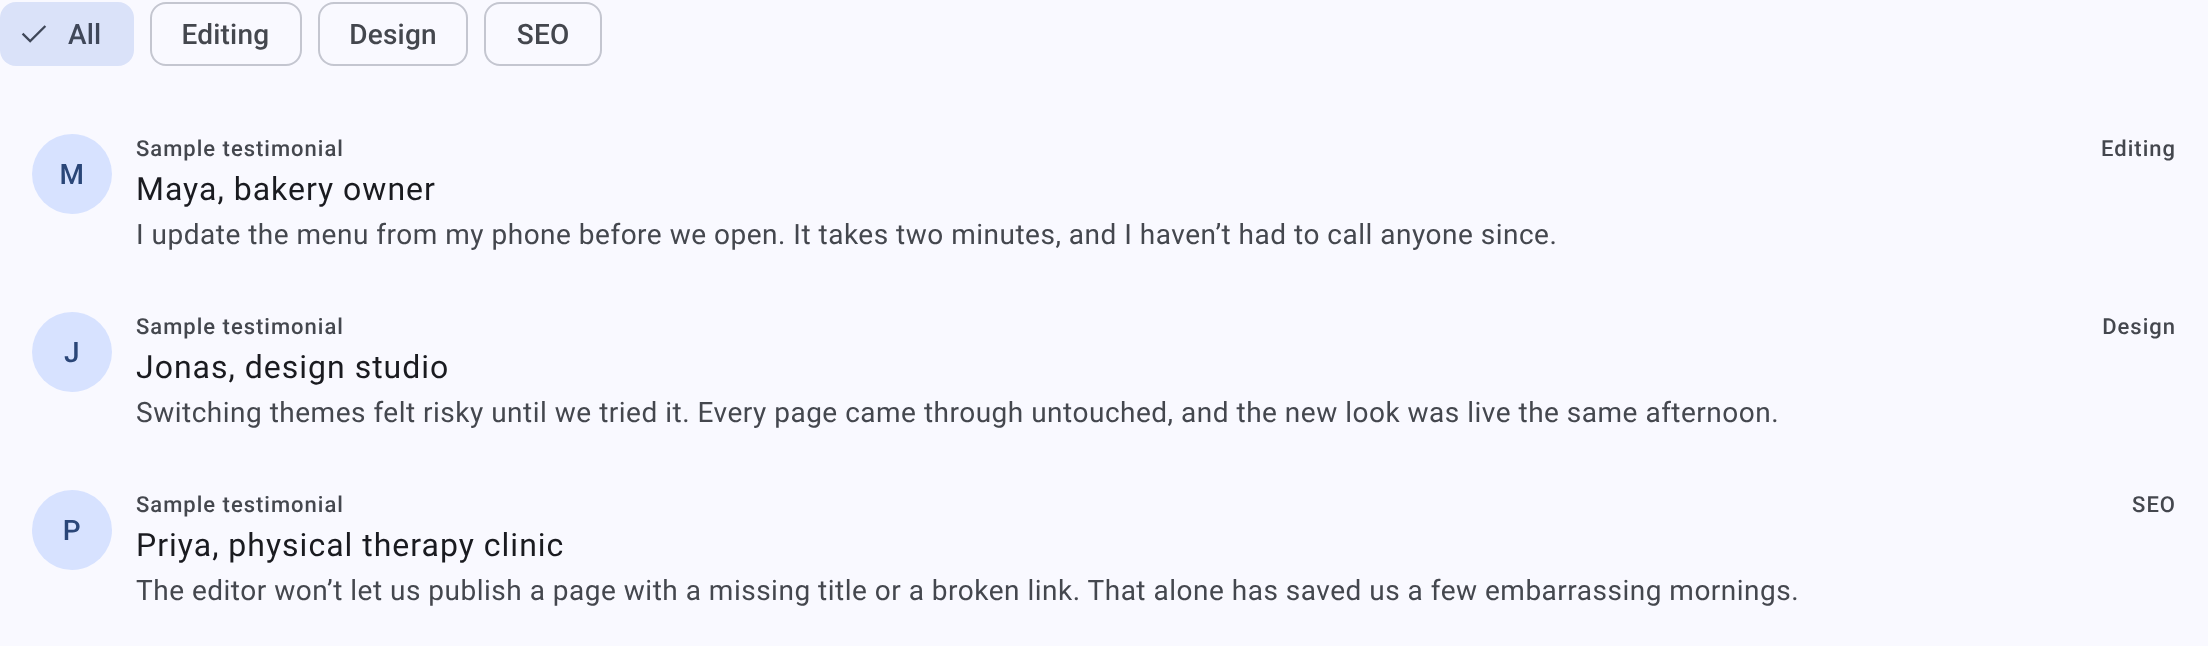 All
Editing
Design
SEO
M
Sample testimonial
Editing
Maya, bakery owner
I update the menu from my phone before we open. It takes two minutes, and I haven’t had to call anyone since.
J
Sample testimonial
Design
Jonas, design studio
Switching themes felt risky until we tried it. Every page came through untouched, and the new look was live the same afternoon.
P
Sample testimonial
SEO
Priya, physical therapy clinic
The editor won’t let us publish a page with a missing title or a broken link. That alone has saved us a few embarrassing mornings.